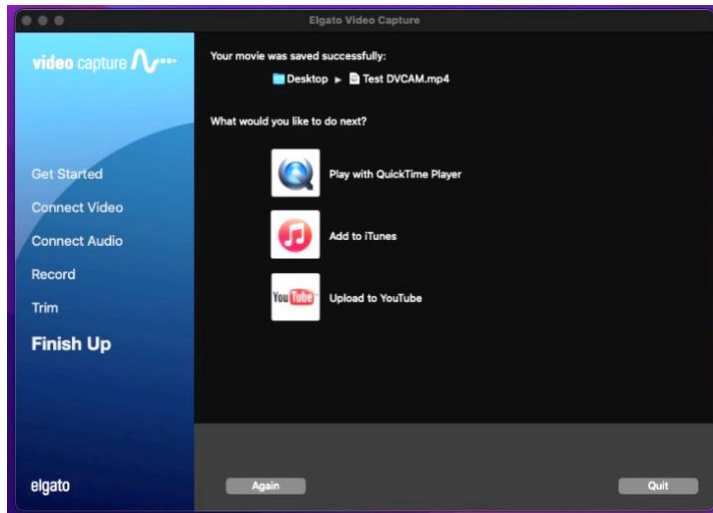 Elgato Video Capture
video capture
Your movie was saved successfully:
Desktop ▸ Test DVCAM.mp4
What would you like to do next?
Get Started
Connect Video
Connect Audio
Record
Trim
Finish Up
Play with QuickTime Player
Add to iTunes
YouTube
Upload to YouTube
elgato
Again
Quit